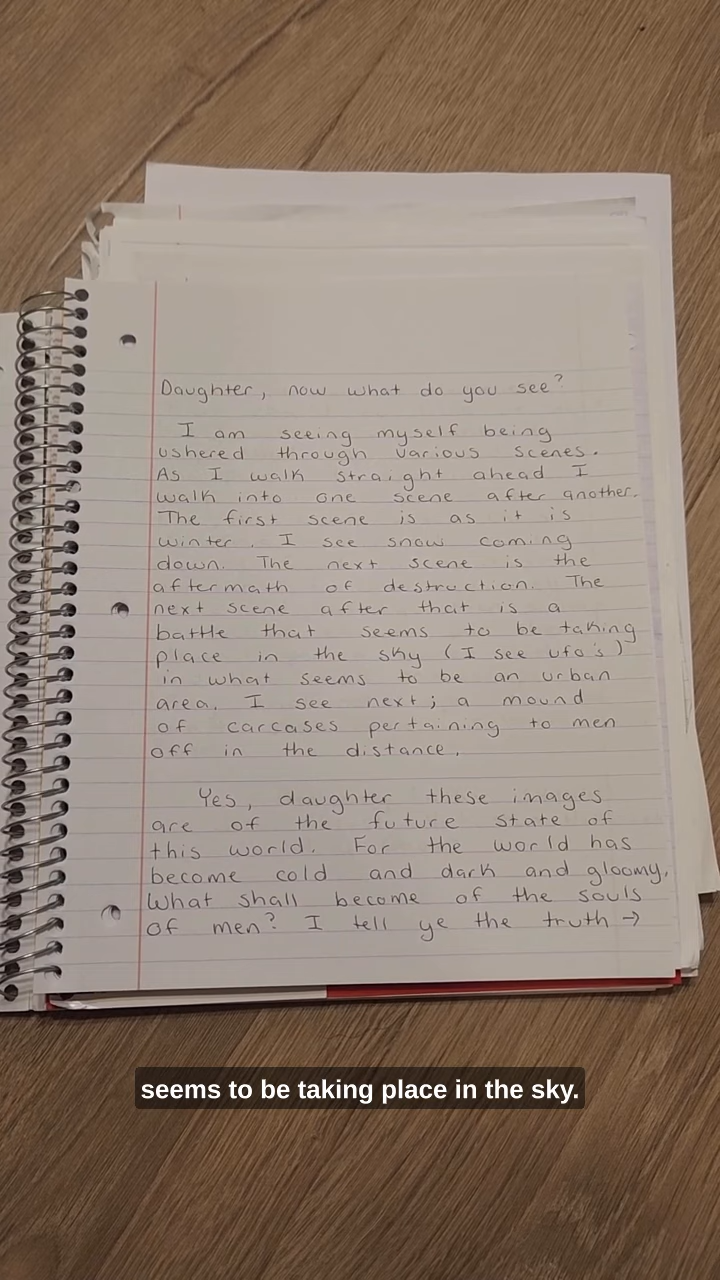 Daughter, now what do you see?
I am seeing myself being
ushered through various scenes.
As I walk straight ahead I
walk into one scene after another.
The first scene is as it is
winter. I see snow coming
down. The next scene is the
aftermath of destruction. The
next scene after that is a
battle that seems to be taking
place in the sky (I see ufo's)
in what seems to be an urban
area. I see next; a mound
of carcases pertaining to men
off in the distance.
Yes, daughter these images
are of the future state of
this world. For the world has
become cold and dark and gloomy.
What shall become of the souls
of men? I tell ye the truth →
seems to be taking place in the sky.